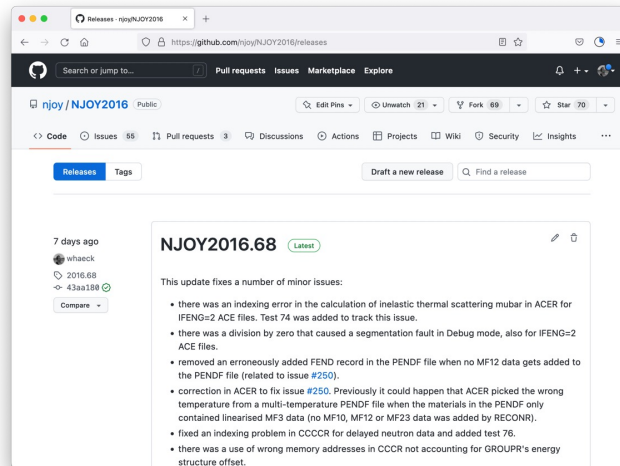 Releases · njoy/NJOY2016 × +
https://github.com/njoy/NJOY2016/releases
Search or jump to... / Pull requests Issues Marketplace Explore
njoy / NJOY2016 Public Edit Pins Unwatch 21 Fork 69 Star 70
Code Issues 55 Pull requests 3 Discussions Actions Projects Wiki Security Insights ...
Releases Tags Draft a new release Find a release
7 days ago
whaeck
2016.68
43aa180
Compare
NJOY2016.68 Latest
This update fixes a number of minor issues:
• there was an indexing error in the calculation of inelastic thermal scattering mubar in ACER for
IFENG=2 ACE files. Test 74 was added to track this issue.
• there was a division by zero that caused a segmentation fault in Debug mode, also for IFENG=2
ACE files.
• removed an erroneously added FEND record in the PENDF file when no MF12 data gets added to
the PENDF file (related to issue #250).
• correction in ACER to fix issue #250. Previously it could happen that ACER picked the wrong
temperature from a multi-temperature PENDF file when the materials in the PENDF only
contained linearised MF3 data (no MF10, MF12 or MF23 data was added by RECONR).
• fixed an indexing problem in CCCCR for delayed neutron data and added test 76.
• there was a use of wrong memory addresses in CCCR not accounting for GROUPR's energy
structure offset.